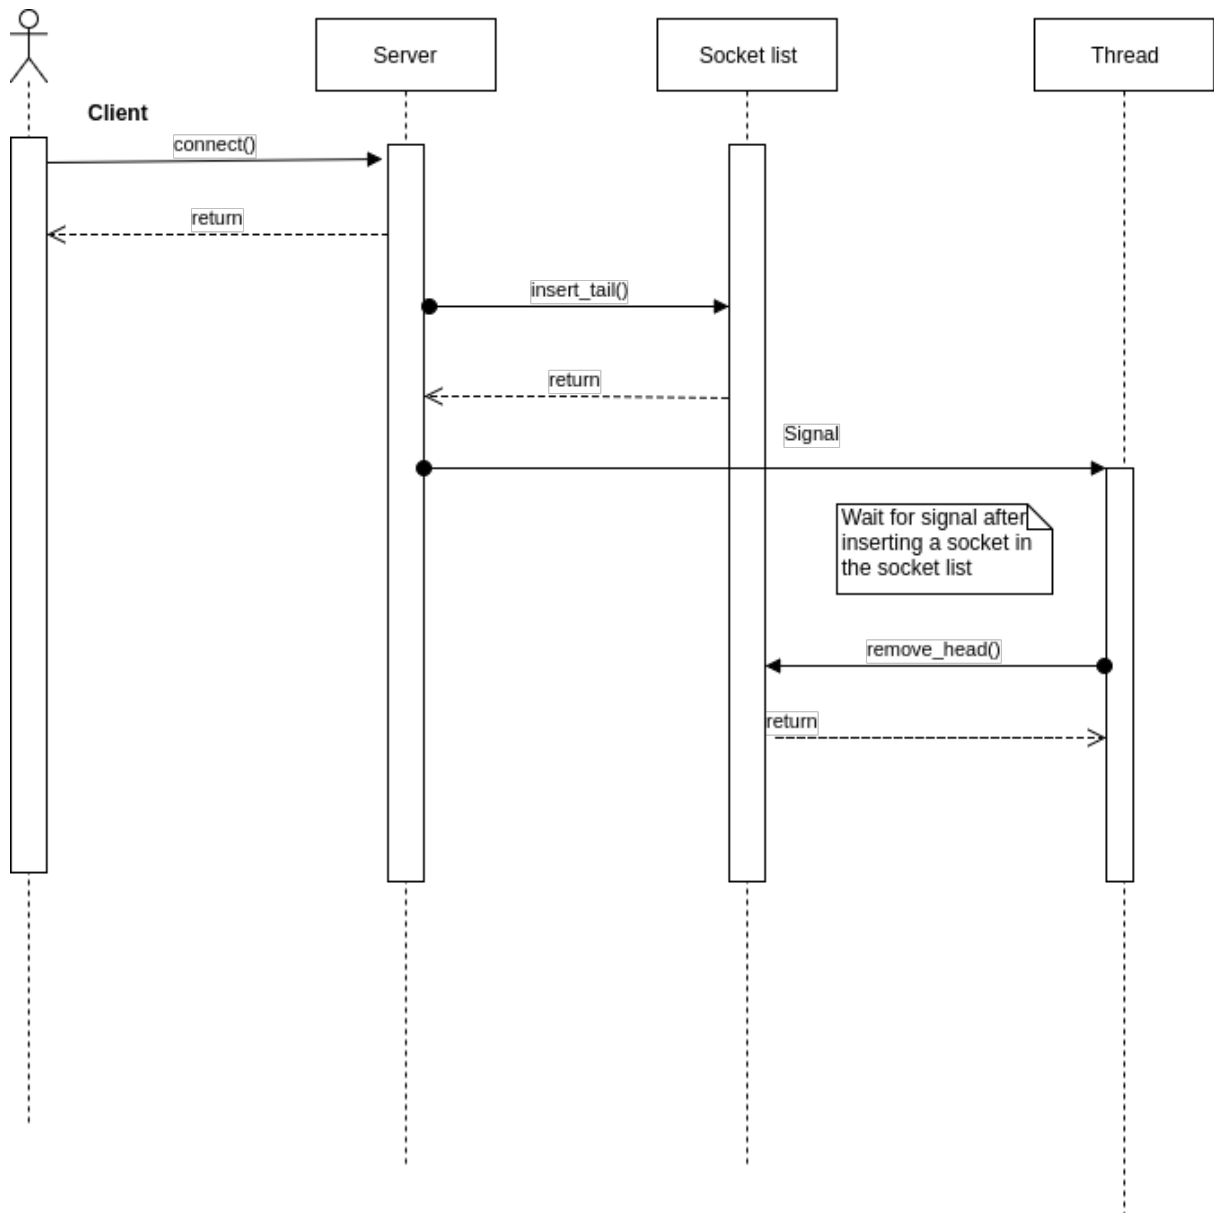 Server
Socket list
Thread
Client
connect()
return
insert_tail()
return
Signal
Wait for signal after
inserting a socket in
the socket list
remove_head()
return